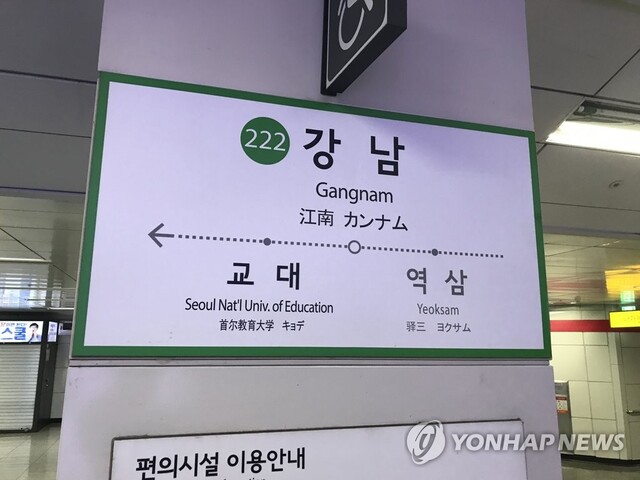 222 강남
Gangnam
江南 カンナム
교대 역삼
Seoul Nat'l Univ. of Education Yeoksam
首尔教育大学 キョデ 驿三 ヨクサム
스쿨
편의시설 이용안내
YONHAP NEWS